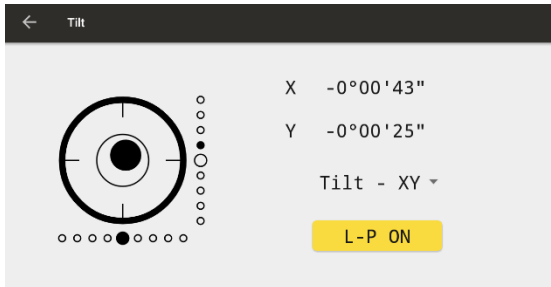 Tilt
X -0°00'43"
Y -0°00'25"
Tilt - XY
L-P ON